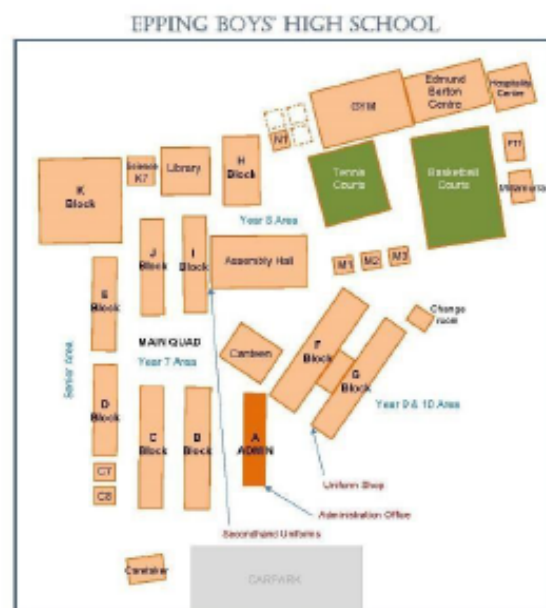 EPPING BOYS' HIGH SCHOOL
Edmund
Barton
Centre
Hospitality
Centre
GYM
H
Block
Library
Science
K7
K
Block
Tennis
Courts
Basketball
Courts
Year 8 Area
J
Block
I
Block
Assembly Hall
M1
M2
M3
E
Block
Change
room
MAIN QUAD
Year 7 Area
Canteen
F
Block
G
Block
Senior Area
D
Block
C
Block
B
Block
A
ADMIN
Year 9 & 10 Area
C7
C8
Uniform Shop
Administration Office
Secondhand Uniforms
Caretaker
CARPARK